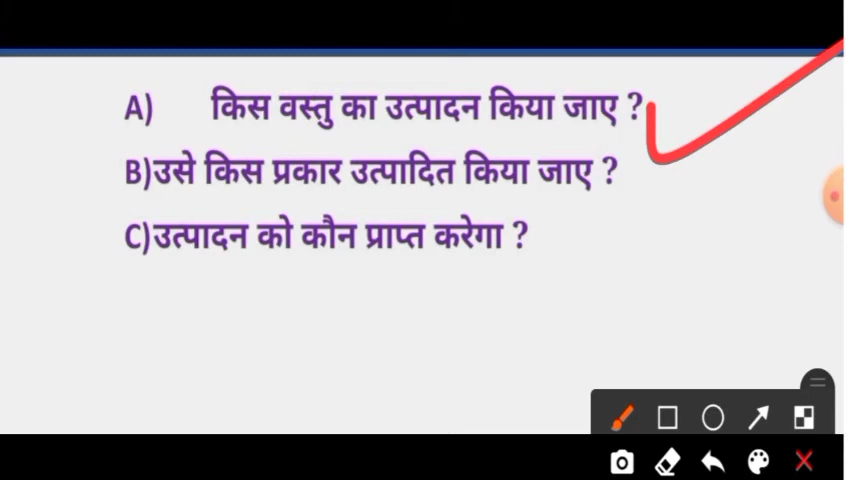 A) किस वस्तु का उत्पादन किया जाए ?
B)उसे किस प्रकार उत्पादित किया जाए ?
C)उत्पादन को कौन प्राप्त करेगा ?